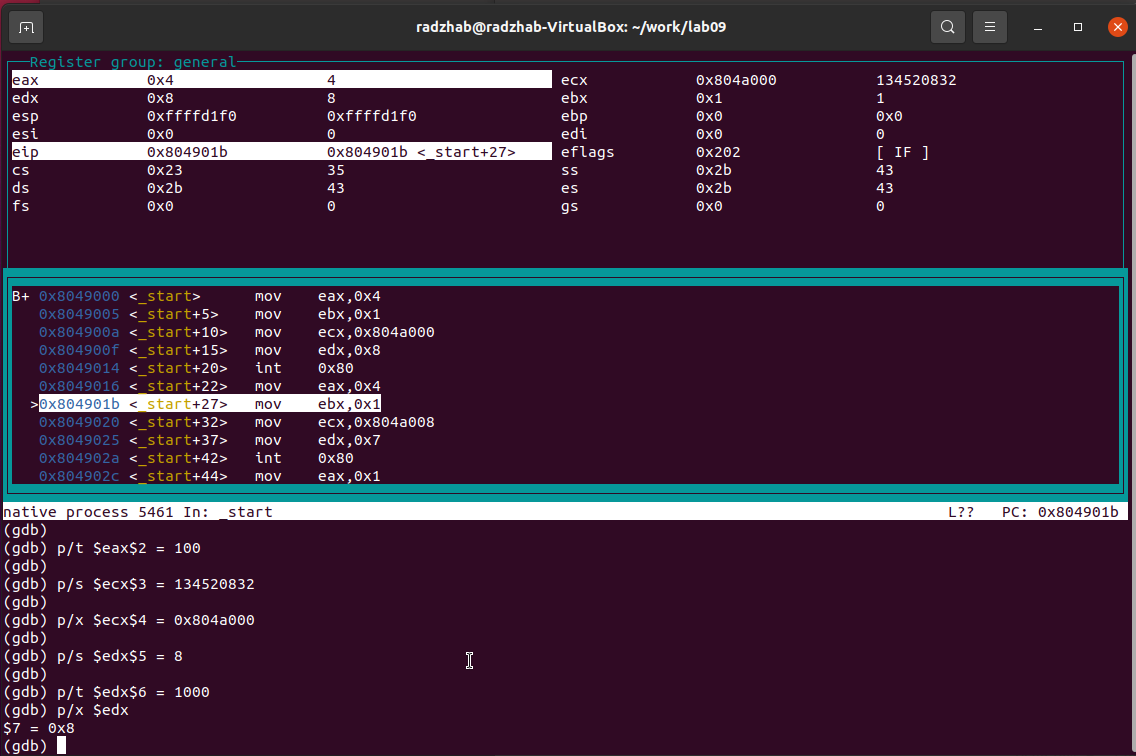 radzhab@radzhab-VirtualBox: ~/work/lab09
Register group: general
eax 0x4 4 ecx 0x804a000 134520832
edx 0x8 8 ebx 0x1 1
esp 0xffffd1f0 0xffffd1f0 ebp 0x0 0x0
esi 0x0 0 edi 0x0 0
eip 0x804901b 0x804901b <_start+27> eflags 0x202 [ IF ]
cs 0x23 35 ss 0x2b 43
ds 0x2b 43 es 0x2b 43
fs 0x0 0 gs 0x0 0
B+ 0x8049000 <_start> mov eax,0x4
0x8049005 <_start+5> mov ebx,0x1
0x804900a <_start+10> mov ecx,0x804a000
0x804900f <_start+15> mov edx,0x8
0x8049014 <_start+20> int 0x80
0x8049016 <_start+22> mov eax,0x4
>0x804901b <_start+27> mov ebx,0x1
0x8049020 <_start+32> mov ecx,0x804a008
0x8049025 <_start+37> mov edx,0x7
0x804902a <_start+42> int 0x80
0x804902c <_start+44> mov eax,0x1
native process 5461 In: _start L?? PC: 0x804901b
(gdb)
(gdb) p/t $eax$2 = 100
(gdb)
(gdb) p/s $ecx$3 = 134520832
(gdb)
(gdb) p/x $ecx$4 = 0x804a000
(gdb)
(gdb) p/s $edx$5 = 8
(gdb)
(gdb) p/t $edx$6 = 1000
(gdb) p/x $edx
$7 = 0x8
(gdb)